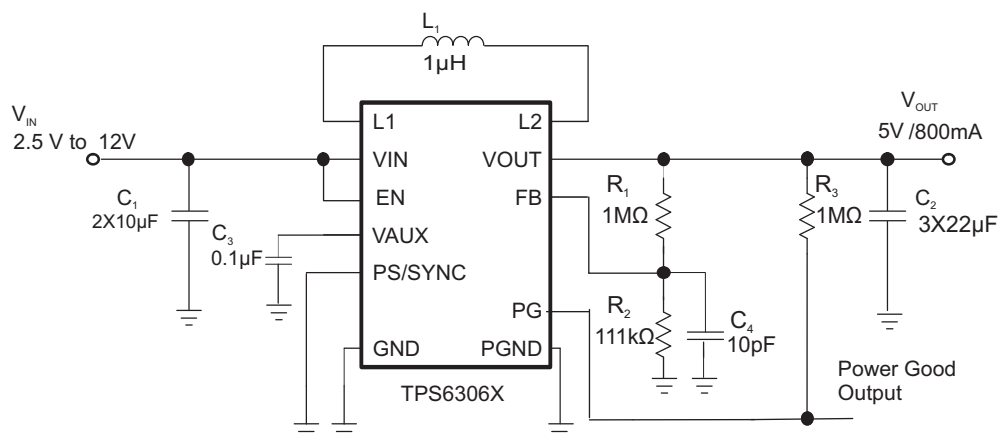 L₁
1µH
V_IN
2.5 V to 12V
V_OUT
5V /800mA
L1
L2
VIN
VOUT
EN
FB
VAUX
PS/SYNC
PG
GND
PGND
TPS6306X
C₁
2X10µF
C₃
0.1µF
R₁
1MΩ
R₃
1MΩ
C₂
3X22µF
R₂
111kΩ
C₄
10pF
Power Good
Output